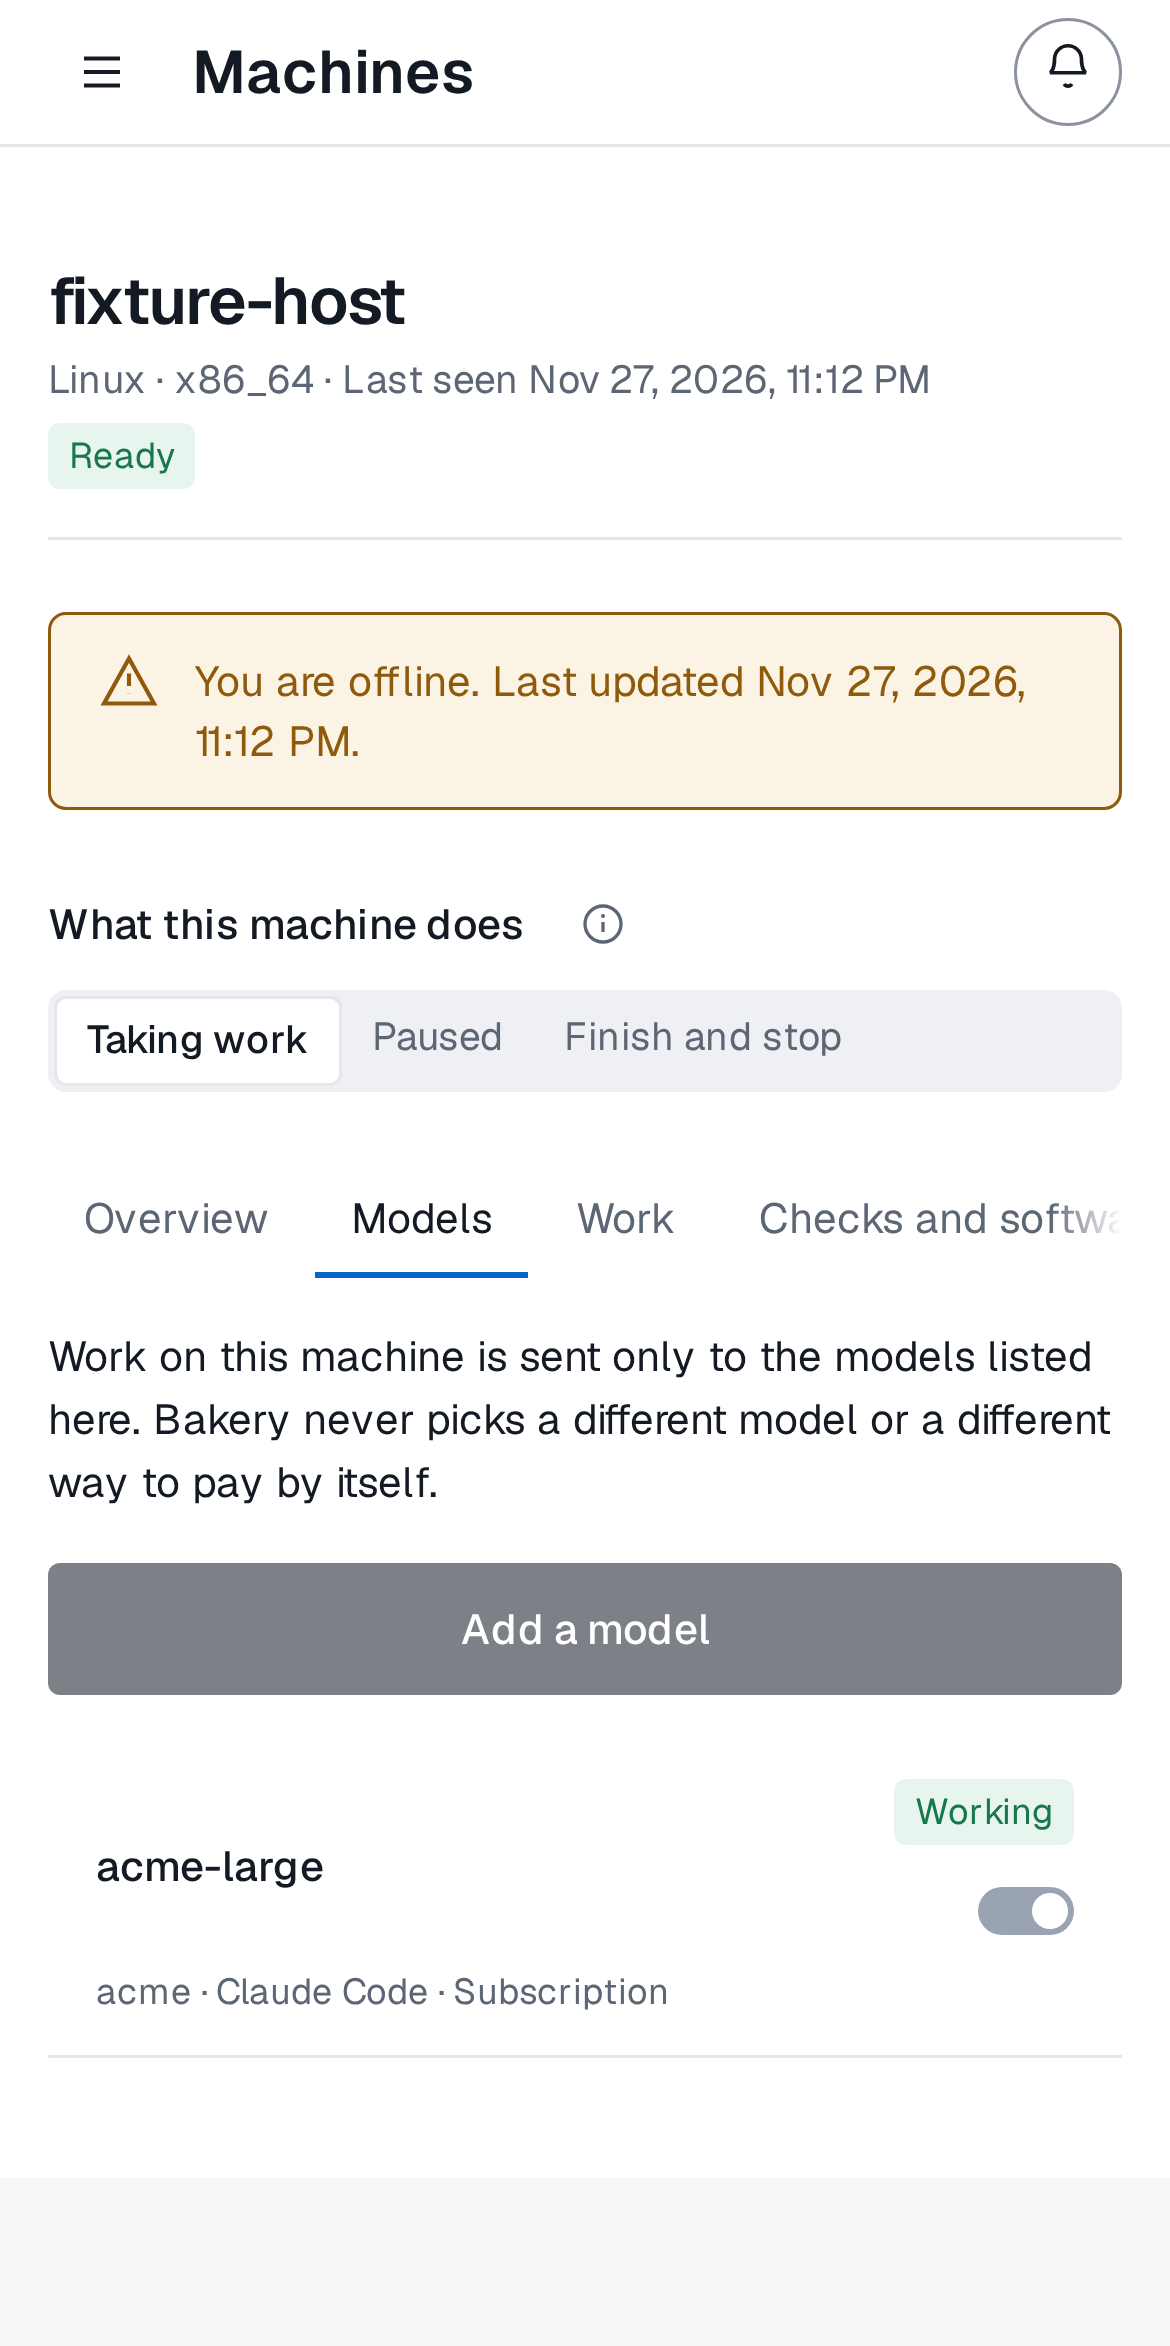 Machines
fixture-host
Linux · x86_64 · Last seen Nov 27, 2026, 11:12 PM
Ready
You are offline. Last updated Nov 27, 2026,
11:12 PM.
What this machine does
Taking work Paused Finish and stop
Overview Models Work Checks and
Work on this machine is sent only to the models listed
here. Bakery never picks a different model or a different
way to pay by itself.
Add a model
Working
acme-large
acme · Claude Code · Subscription